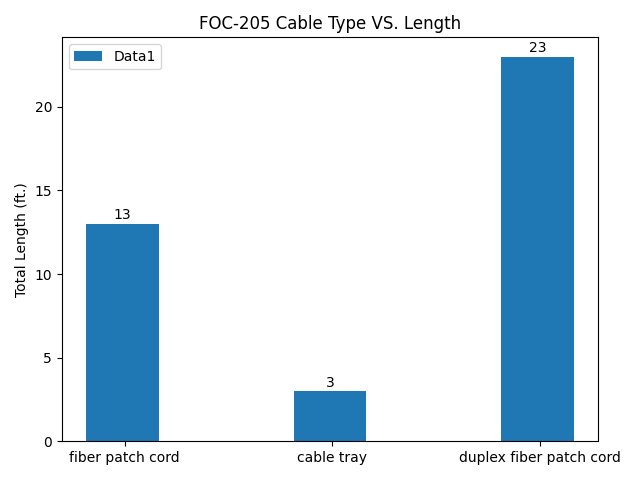 FOC-205 Cable Type VS. Length
Data1
Total Length (ft.)
20
15
10
5
0
13
3
23
fiber patch cord
cable tray
duplex fiber patch cord